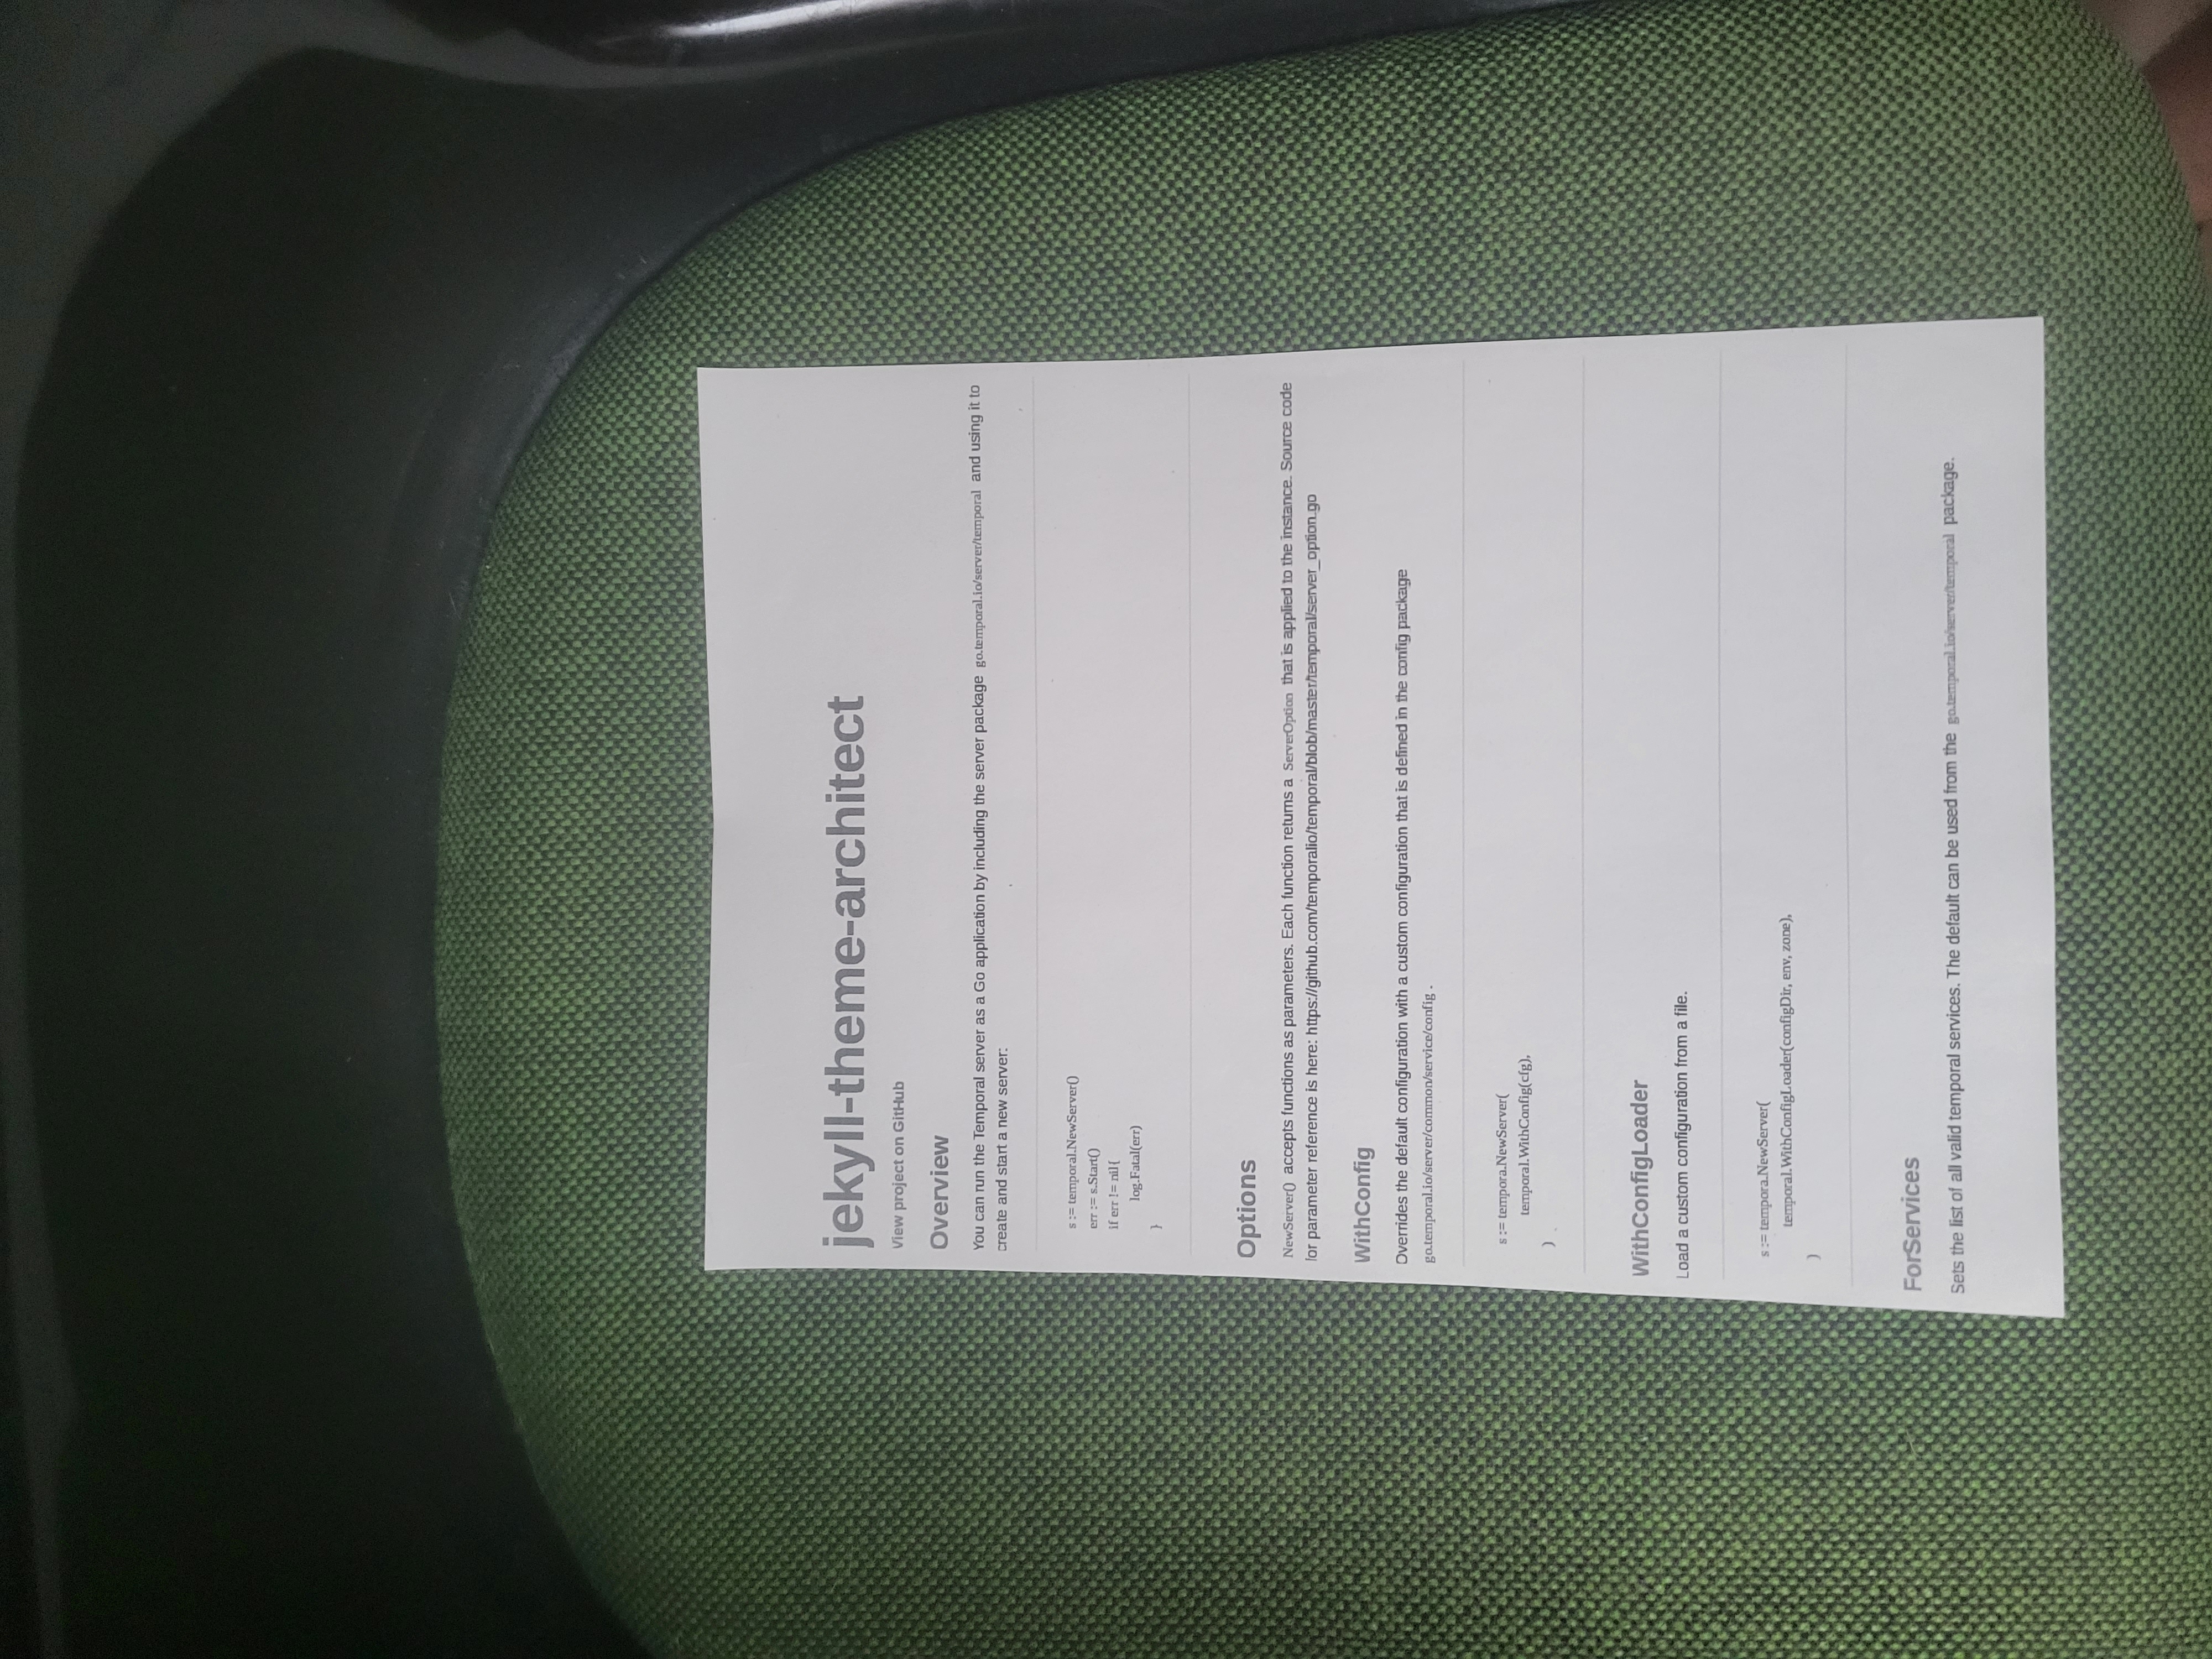 jekyll-theme-architect
View project on GitHub
Overview
You can run the Temporal server as a Go application by including the server package go.temporal.io/server/temporal and using it to
create and start a new server:
s := temporal.NewServer()
err := s.Start()
if err != nil{
log.Fatal(err)
}
Options
NewServer() accepts functions as parameters. Each function returns a ServerOption that is applied to the instance. Source code
for parameter reference is here: https://github.com/temporalio/temporal/blob/master/temporal/server_option.go
WithConfig
Overrides the default configuration with a custom configuration that is defined in the config package
go.temporal.io/server/common/service/config .
s := tempora.NewServer(
temporal.WithConfig(cfg),
)
WithConfigLoader
Load a custom configuration from a file.
s := tempora.NewServer(
temporal.WithConfigLoader(configDir, env, zone),
)
ForServices
Sets the list of all valid temporal services. The default can be used from the go.temporal.io/server/temporal package.